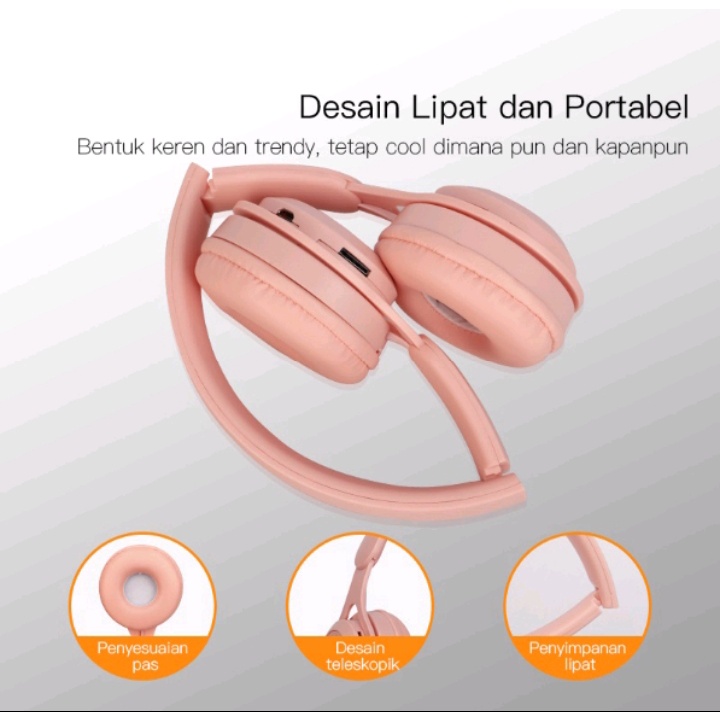 Desain Lipat dan Portabel
Bentuk keren dan trendy, tetap cool dimana pun dan kapanpun
Penyesuaian
pas
Desain
teleskopik
Penyimpanan
lipat